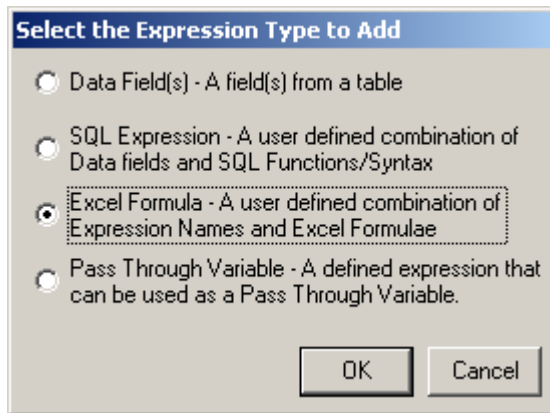 Select the Expression Type to Add
Data Field(s) - A field(s) from a table
SQL Expression - A user defined combination of
Data fields and SQL Functions/Syntax
Excel Formula - A user defined combination of
Expression Names and Excel Formulae
Pass Through Variable - A defined expression that
can be used as a Pass Through Variable.
OK
Cancel